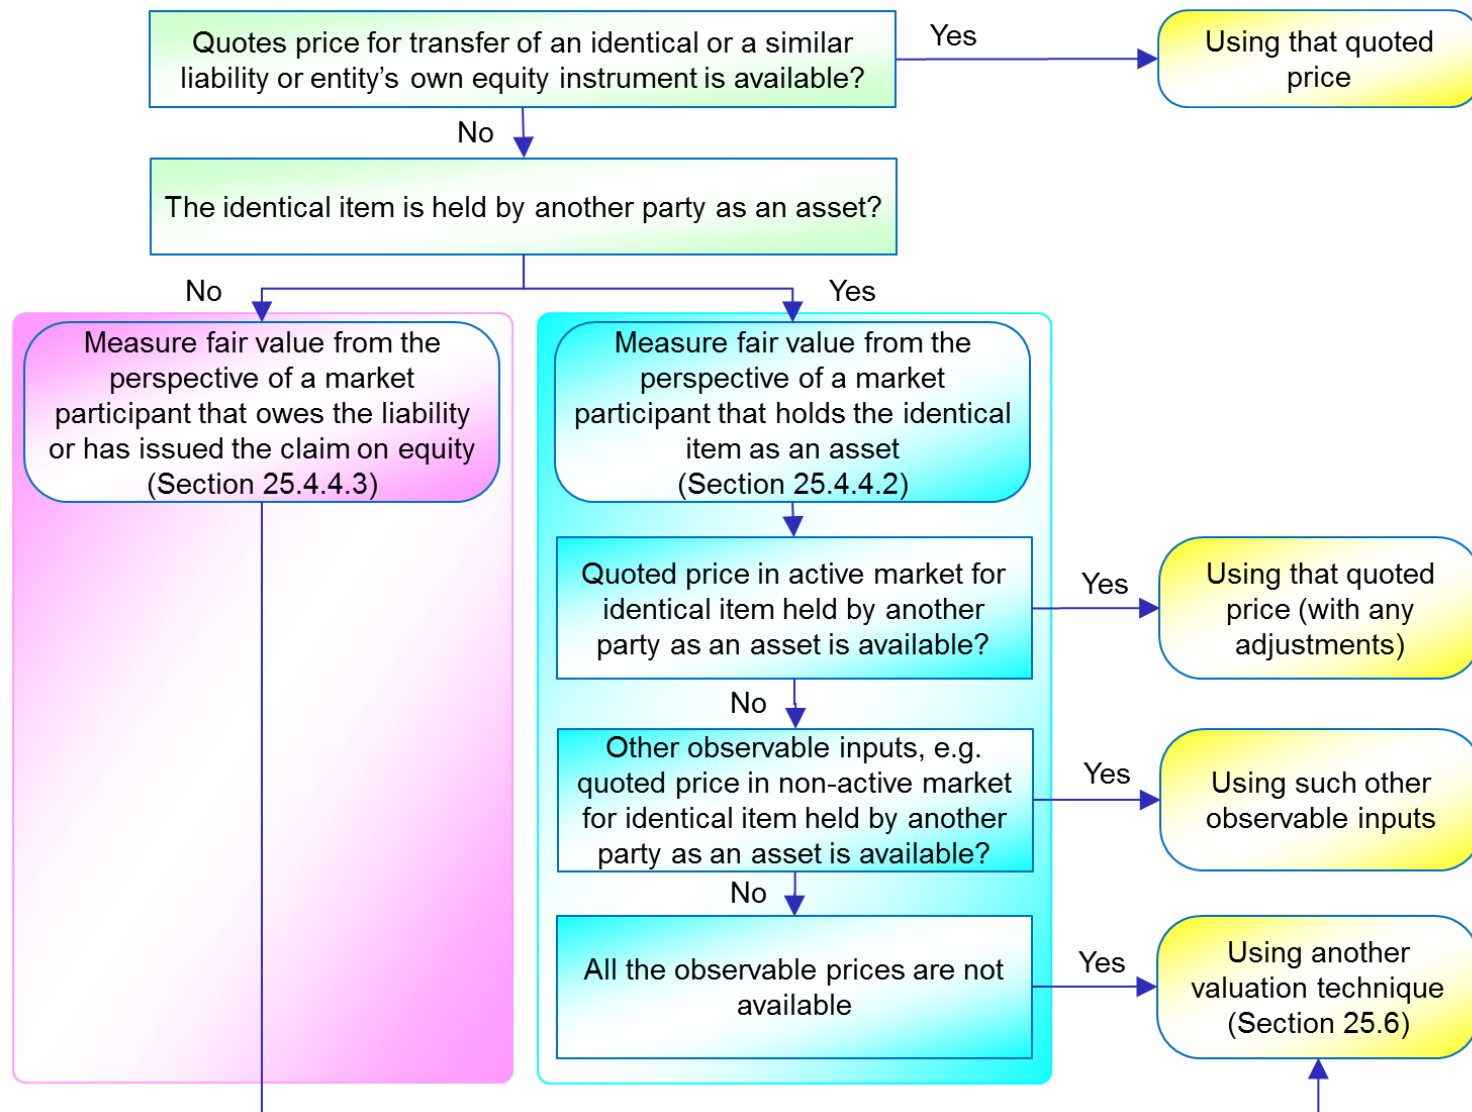 Quotes price for transfer of an identical or a similar
liability or entity's own equity instrument is available?
Yes
Using that quoted
price
No
The identical item is held by another party as an asset?
No
Yes
Measure fair value from the
perspective of a market
participant that owes the liability
or has issued the claim on equity
(Section 25.4.4.3)
Measure fair value from the
perspective of a market
participant that holds the identical
item as an asset
(Section 25.4.4.2)
Quoted price in active market for
identical item held by another
party as an asset is available?
Yes
Using that quoted
price (with any
adjustments)
No
Other observable inputs, e.g.
quoted price in non-active market
for identical item held by another
party as an asset is available?
Yes
Using such other
observable inputs
No
All the observable prices are not
available
Yes
Using another
valuation technique
(Section 25.6)